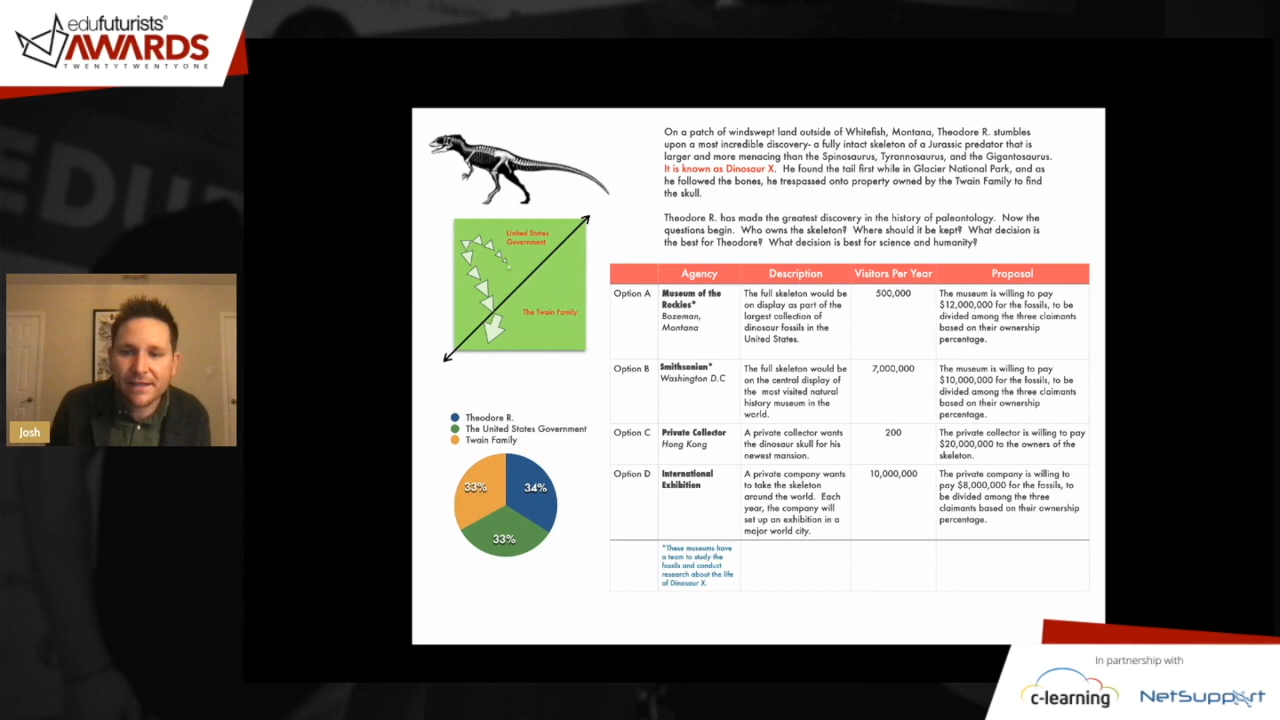 edufuturists®
AWARDS
TWENTYTWENTYONE
EDU
Josh
On a patch of windswept land outside of Whitefish, Montana, Theodore R. stumbles
upon a most incredible discovery- a fully intact skeleton of a Jurassic predator that is
larger and more menacing than the Spinosaurus, Tyrannosaurus, and the Gigantosaurus.
It is known as Dinosaur X. He found the tail first while in Glacier National Park, and as
he followed the bones, he trespassed onto property owned by the Twain Family to find
the skull.
Theodore R. has made the greatest discovery in the history of paleontology. Now the
questions begin. Who owns the skeleton? Where should it be kept? What decision is
the best for Theodore? What decision is best for science and humanity?
United States
Government
The Twain Family
Theodore R.
The United States Government
Twain Family
33% 34%
33%
Agency Description Visitors Per Year Proposal
Option A
Museum of the
Rockies*
Bozeman,
Montana
The full skeleton would be
on display as part of the
largest collection of
dinosaur fossils in the
United States.
500,000
The museum is willing to pay
$12,000,000 for the fossils, to be
divided among the three claimants
based on their ownership
percentage.
Option B
Smithsonian*
Washington D.C
The full skeleton would be
on the central display of
the most visited natural
history museum in the
world.
7,000,000
The museum is willing to pay
$10,000,000 for the fossils, to be
divided among the three claimants
based on their ownership
percentage.
Option C
Private Collector
Hong Kong
A private collector wants
the dinosaur skull for his
newest mansion.
200
The private collector is willing to pay
$20,000,000 to the owners of the
skeleton.
Option D
International
Exhibition
A private company wants
to take the skeleton
around the world. Each
year, the company will
set up an exhibition in a
major world city.
10,000,000
The private company is willing to
pay $8,000,000 for the fossils, to
be divided among the three
claimants based on their ownership
percentage.
*These museums have
a team to study the
fossils and conduct
research about the life
of Dinosaur X.
In partnership with
c-learning
NetSupport